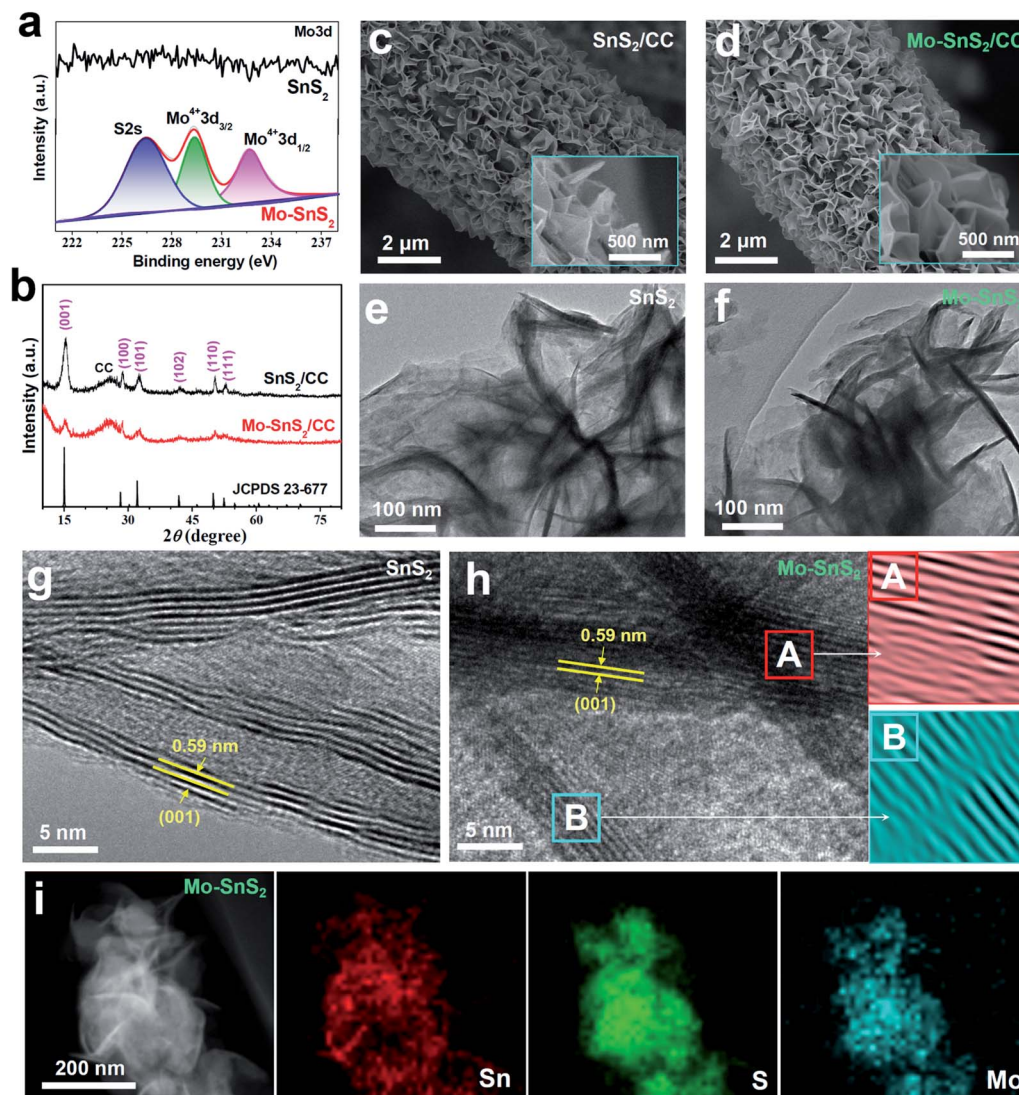 a
Mo3d
SnS2
S2s
Mo4+3d3/2
Mo4+3d1/2
Mo-SnS2
Intensity (a.u.)
222 225 228 231 234 237
Binding energy (eV)
b
(001)
CC
(100)
(101)
(102)
(110)
(111)
SnS2/CC
Mo-SnS2/CC
JCPDS 23-677
Intensity (a.u.)
15 30 45 60 75
2θ (degree)
c
SnS2/CC
2 μm
500 nm
d
Mo-SnS2/CC
2 μm
500 nm
e
SnS2
100 nm
f
Mo-SnS
100 nm
g
SnS2
0.59 nm
(001)
5 nm
h
Mo-SnS2
0.59 nm
(001)
A
B
5 nm
A
B
i
Mo-SnS2
200 nm
Sn
S
Mo